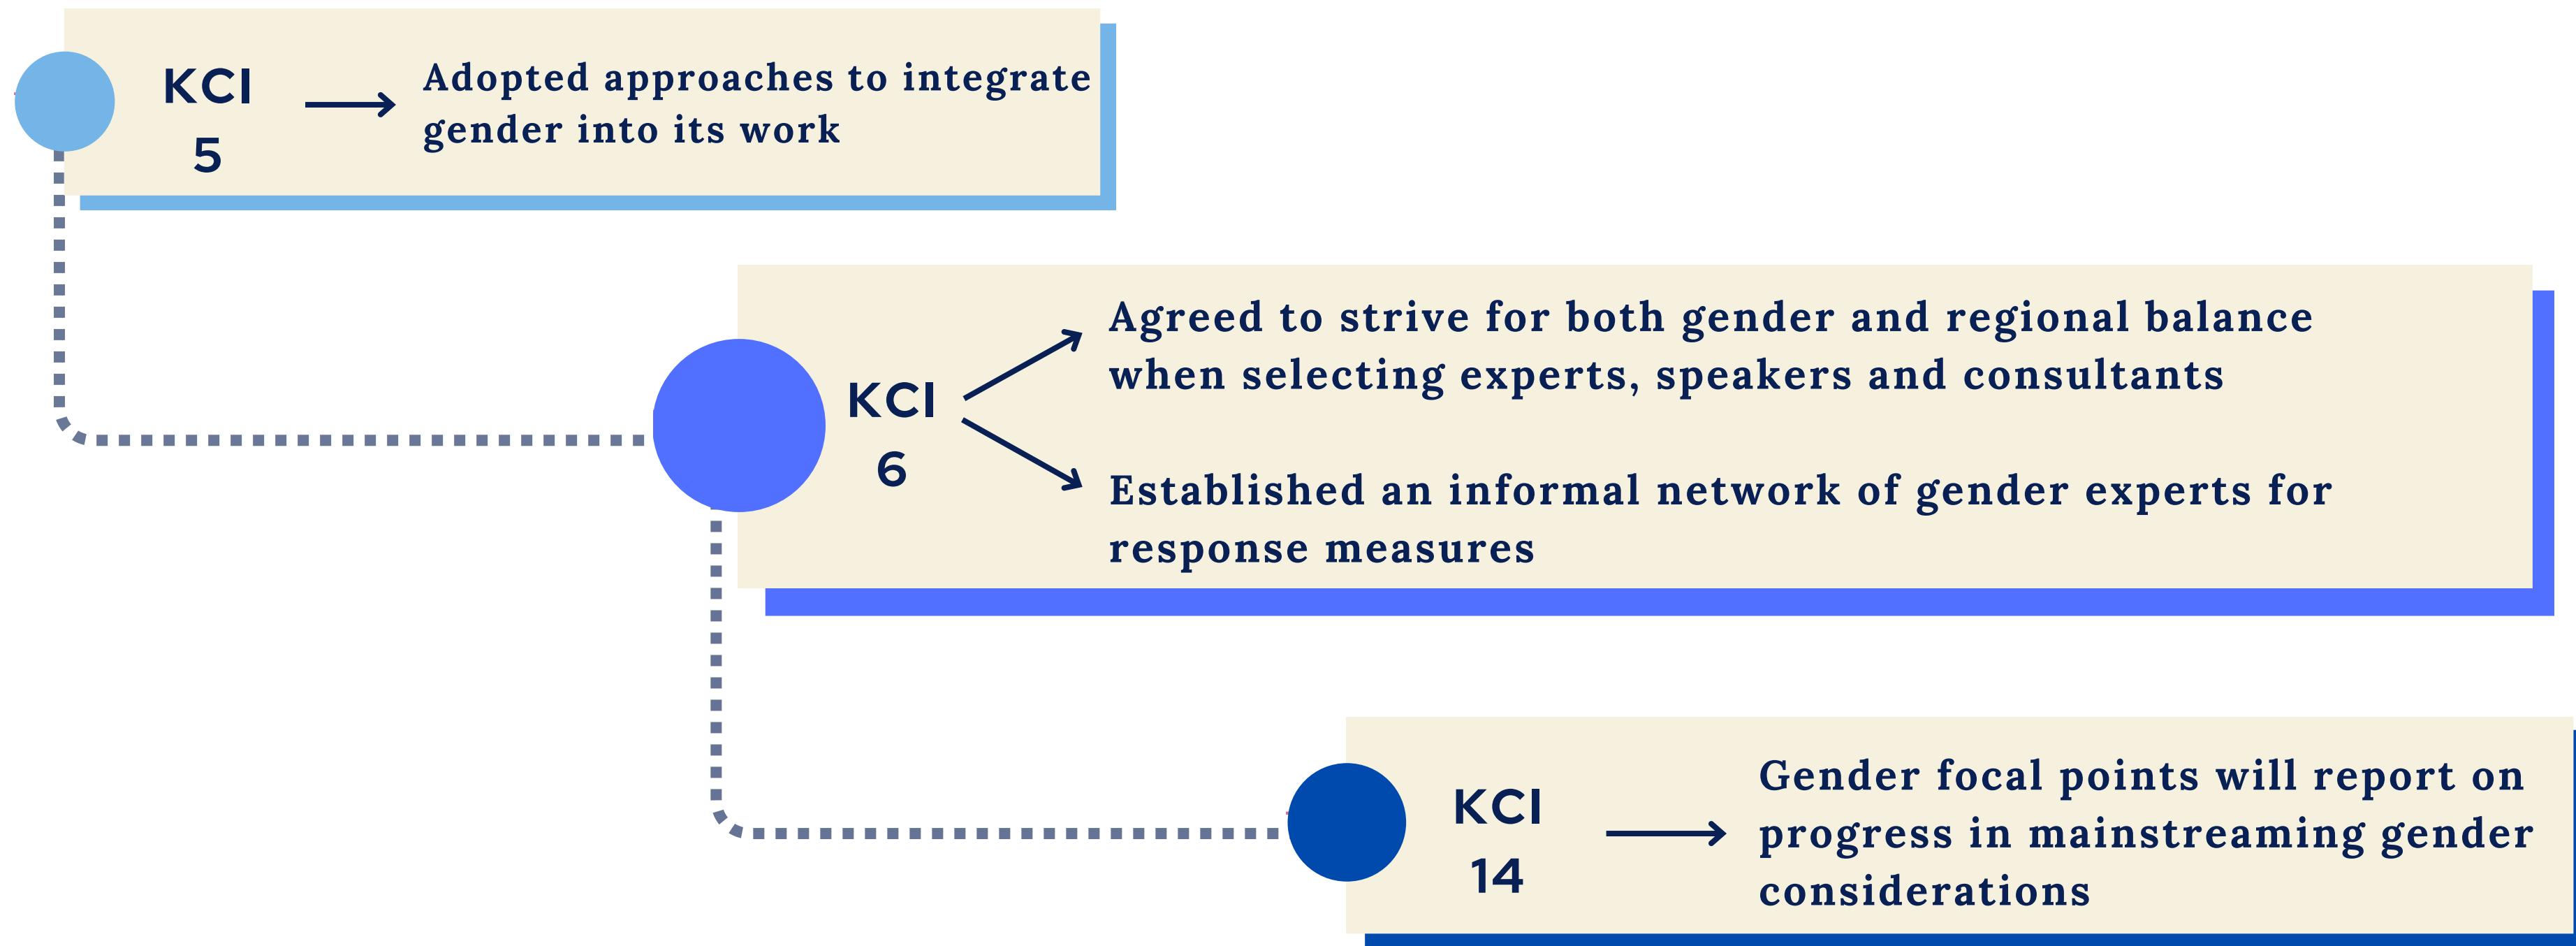 KCI
5
Adopted approaches to integrate
gender into its work
KCI
6
Agreed to strive for both gender and regional balance
when selecting experts, speakers and consultants
Established an informal network of gender experts for
response measures
KCI
14
Gender focal points will report on
progress in mainstreaming gender
considerations